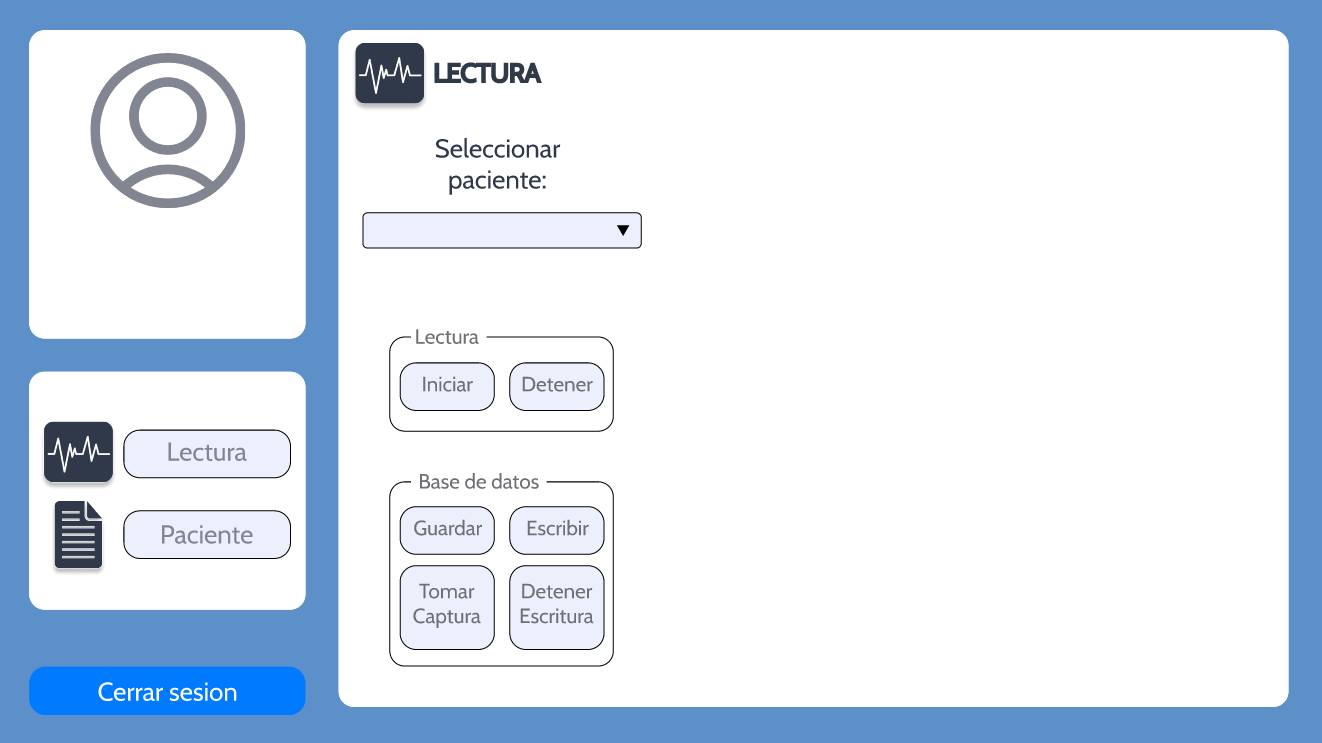 LECTURA
Seleccionar
paciente:
Lectura
Iniciar
Detener
Base de datos
Guardar
Escribir
Tomar
Captura
Detener
Escritura
Lectura
Paciente
Cerrar sesion